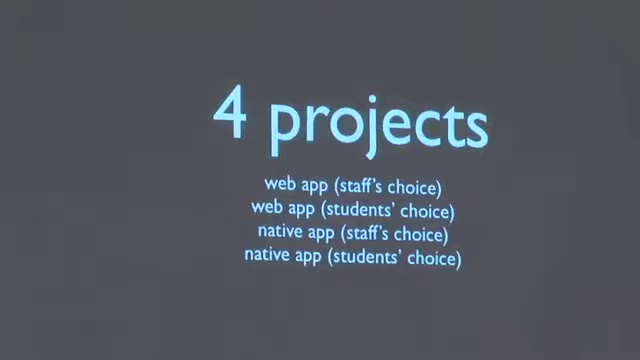 4 projects
web app (staff's choice)
web app (students' choice)
native app (staff's choice)
native app (students' choice)